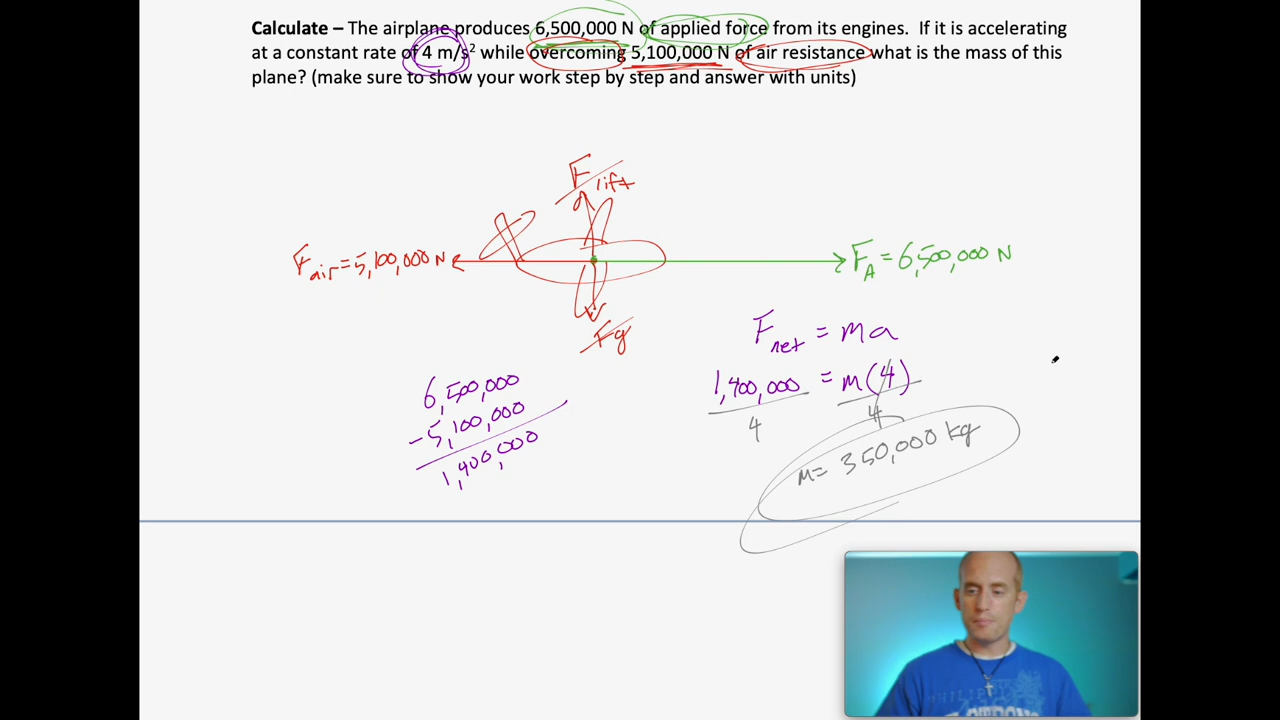 Calculate – The airplane produces 6,500,000 N of applied force from its engines. If it is accelerating
at a constant rate of 4 m/s² while overcoming 5,100,000 N of air resistance what is the mass of this
plane? (make sure to show your work step by step and answer with units)
F lift
F air = 5,100,000 N
F A = 6,500,000 N
Fg
F net = ma
6,500,000
1,400,000 = m(4)
- 5,100,000
4 4
1,400,000
m= 350,000 kg